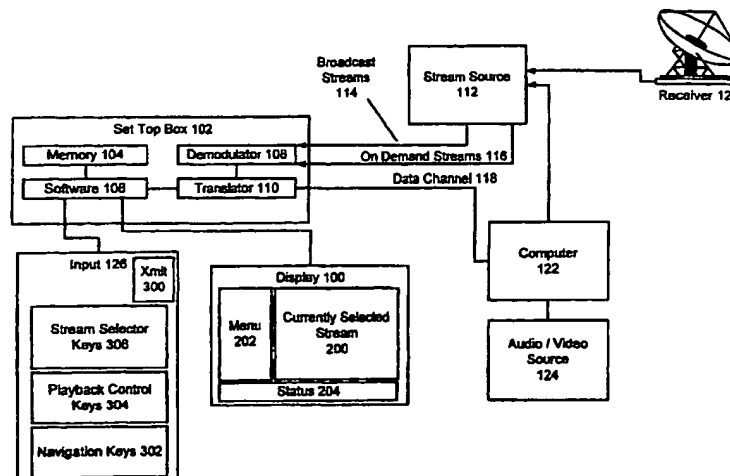 Broadcast
Streams
114
Stream Source
112
Receiver 12
Set Top Box 102
Memory 104
Demodulator 108
On Demand Streams 116
Software 108
Translator 110
Data Channel 118
Computer
122
Input 126
Xmit
300
Display 100
Stream Selector
Keys 306
Menu
202
Currently Selected
Stream
200
Audio / Video
Source
124
Playback Control
Keys 304
Status 204
Navigation Keys 302